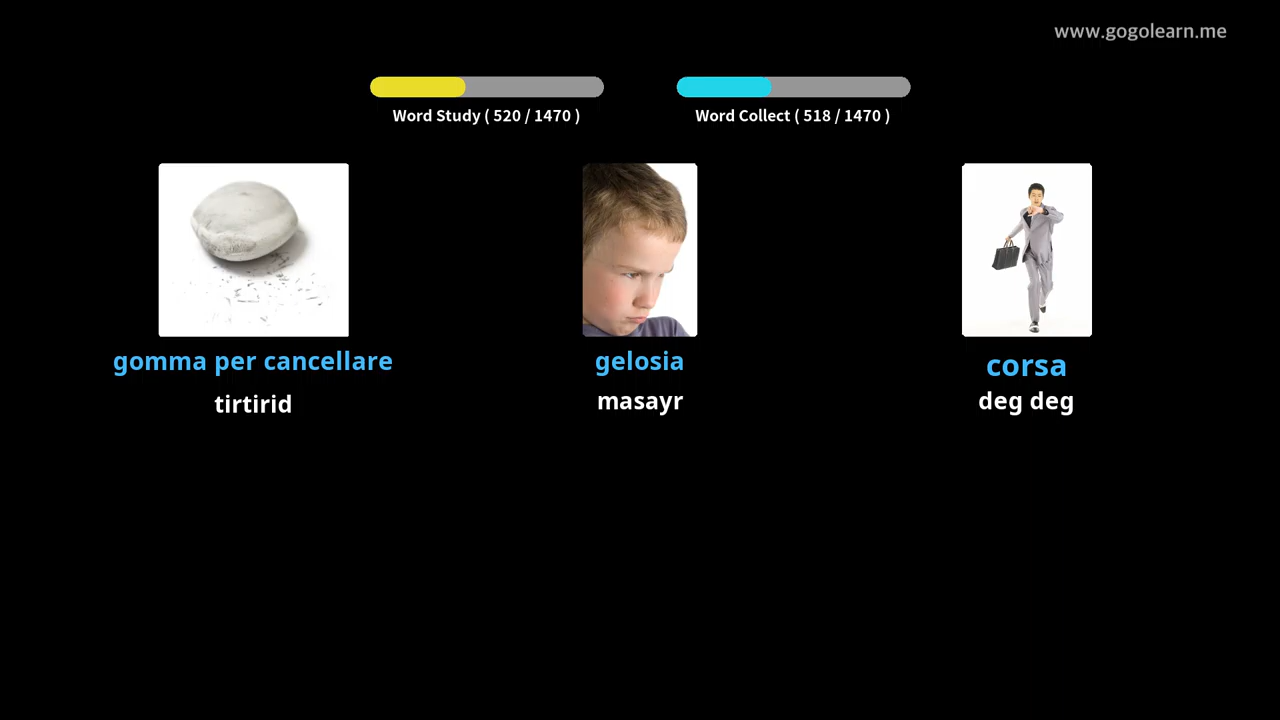 www.gogolearn.me
Word Study ( 520 / 1470 )
Word Collect ( 518 / 1470 )
gomma per cancellare
tirtirid
gelosia
masayr
corsa
deg deg